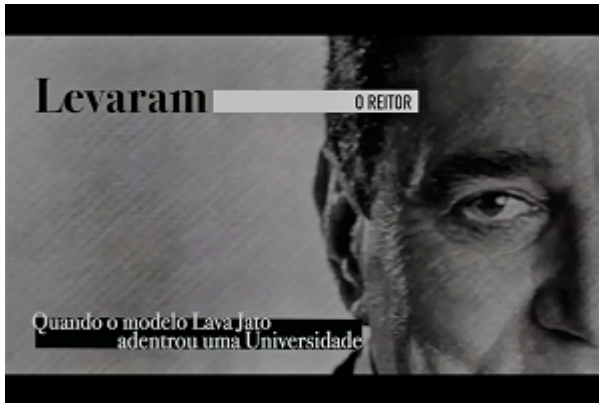 Levaram O REITOR
Quando o modelo Lava Jato
adentrou uma Universidade